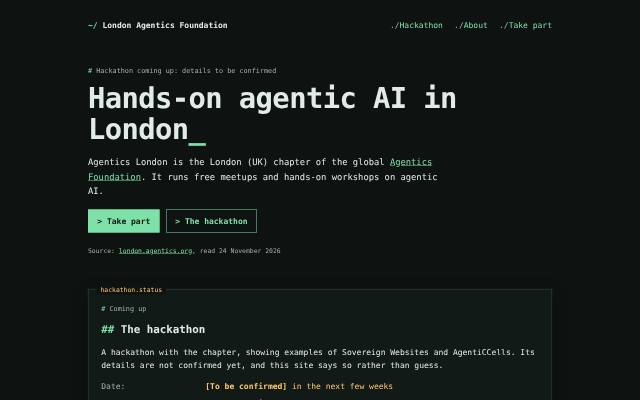 ~/ London Agentics Foundation
./Hackathon ./About ./Take part
# Hackathon coming up: details to be confirmed
Hands-on agentic AI in
London_
Agentics London is the London (UK) chapter of the global Agentics
Foundation. It runs free meetups and hands-on workshops on agentic
AI.
> Take part
> The hackathon
Source: london.agentics.org, read 24 November 2026
hackathon.status
# Coming up
## The hackathon
A hackathon with the chapter, showing examples of Sovereign Websites and AgentiCCells. Its
details are not confirmed yet, and this site says so rather than guess.
Date: [To be confirmed] in the next few weeks